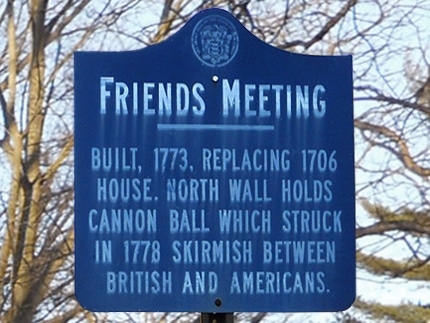 FRIENDS MEETING
BUILT, 1773, REPLACING 1706
HOUSE. NORTH WALL HOLDS
CANNON BALL WHICH STRUCK
IN 1778 SKIRMISH BETWEEN
BRITISH AND AMERICANS.